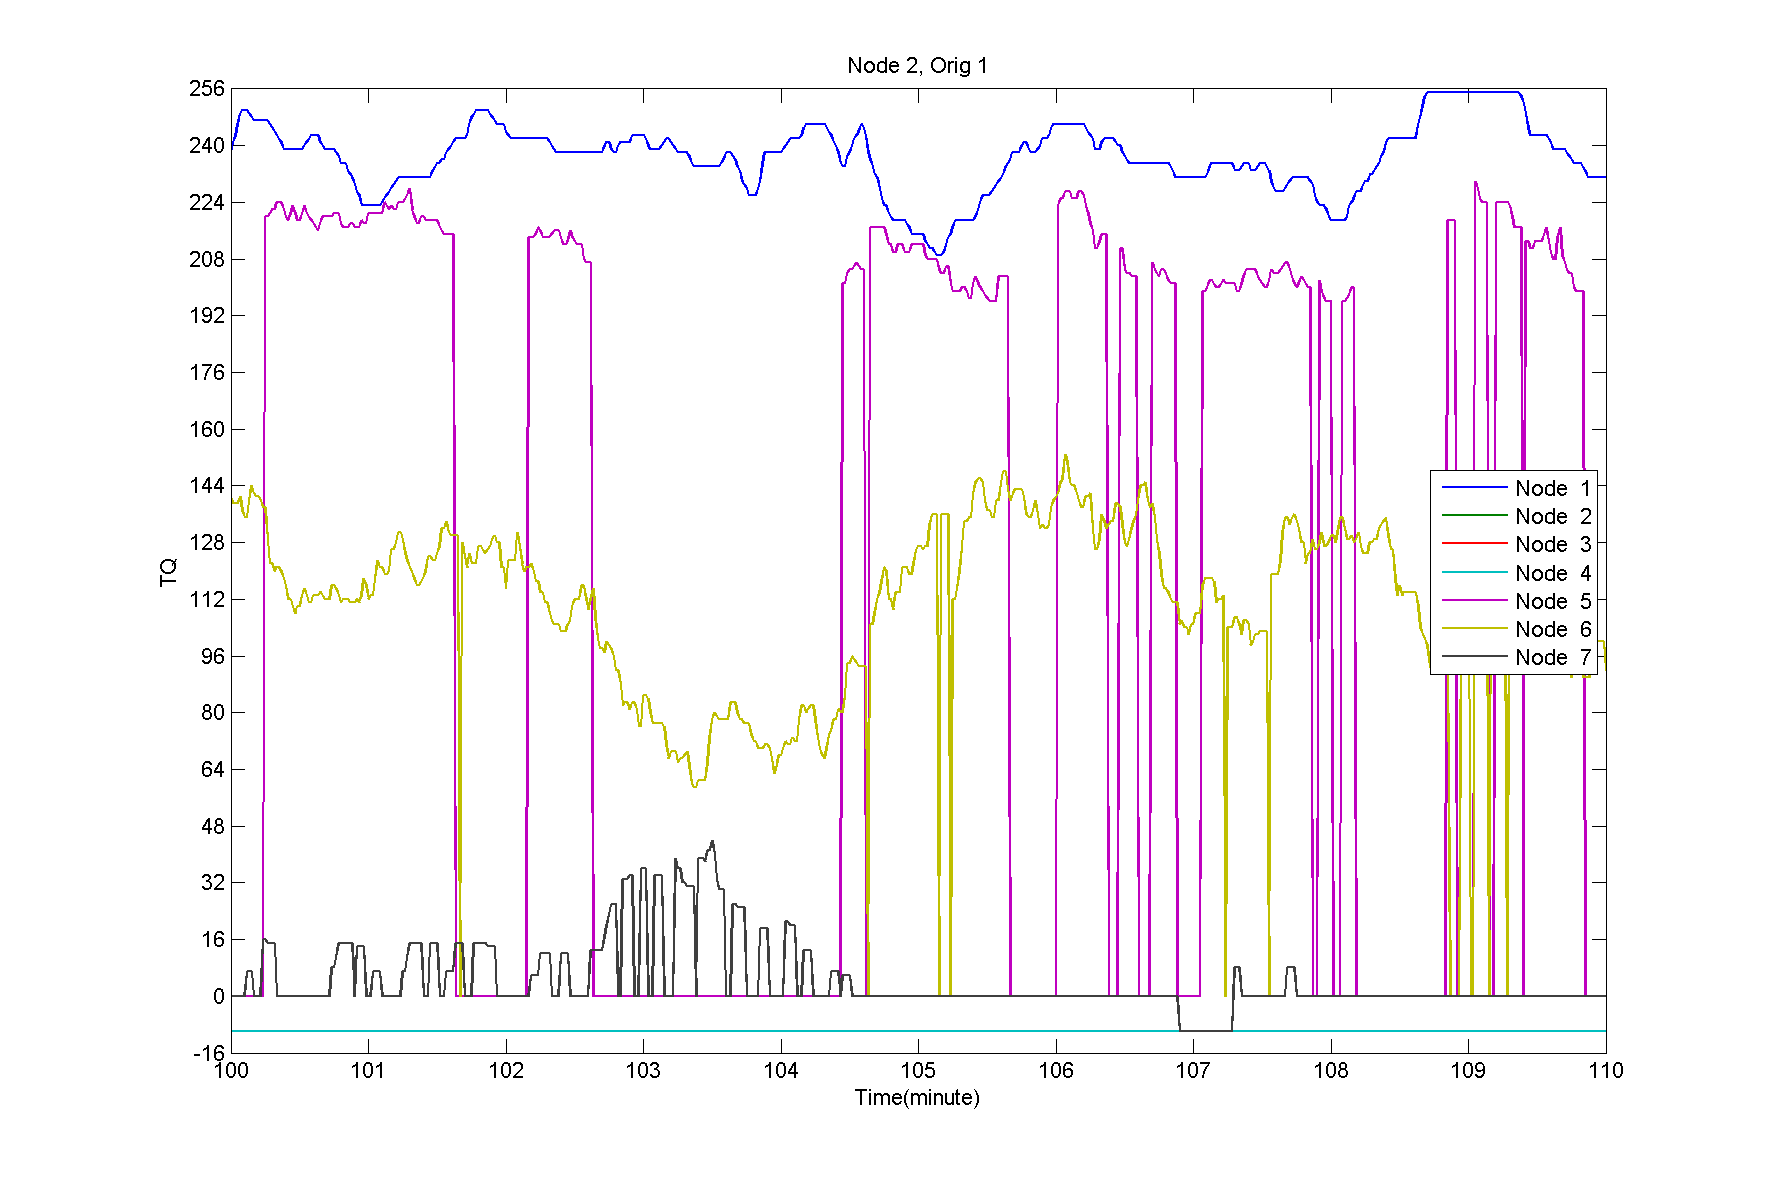 Node 2, Orig 1
256
240
224
208
192
176
160
144
128
112
96
80
64
48
32
16
0
-16
TQ
Node 1
Node 2
Node 3
Node 4
Node 5
Node 6
Node 7
100 101 102 103 104 105 106 107 108 109 110
Time(minute)